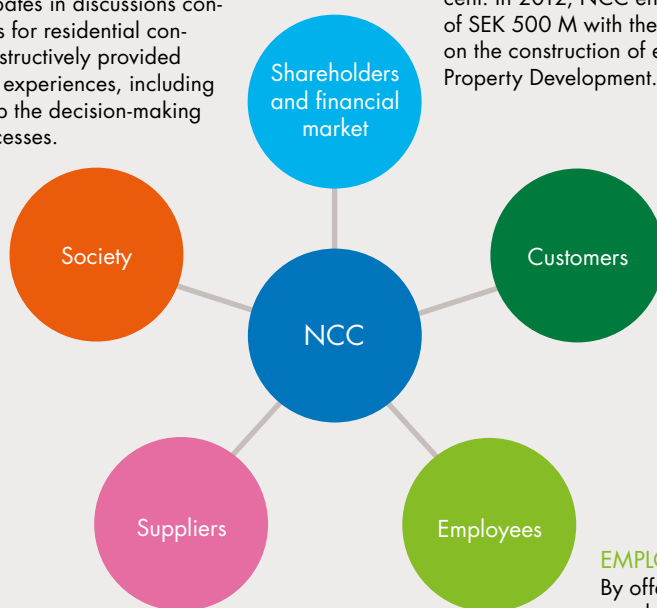 pates in discussions con-
s for residential con-
structively provided
experiences, including
the decision-making
cesses.
cent. In 2012, NCC en
of SEK 500 M with the
on the construction of e
Property Development.
Shareholders
and financial
market
Society
Customers
NCC
Suppliers
Employees
EMPLO
By offe